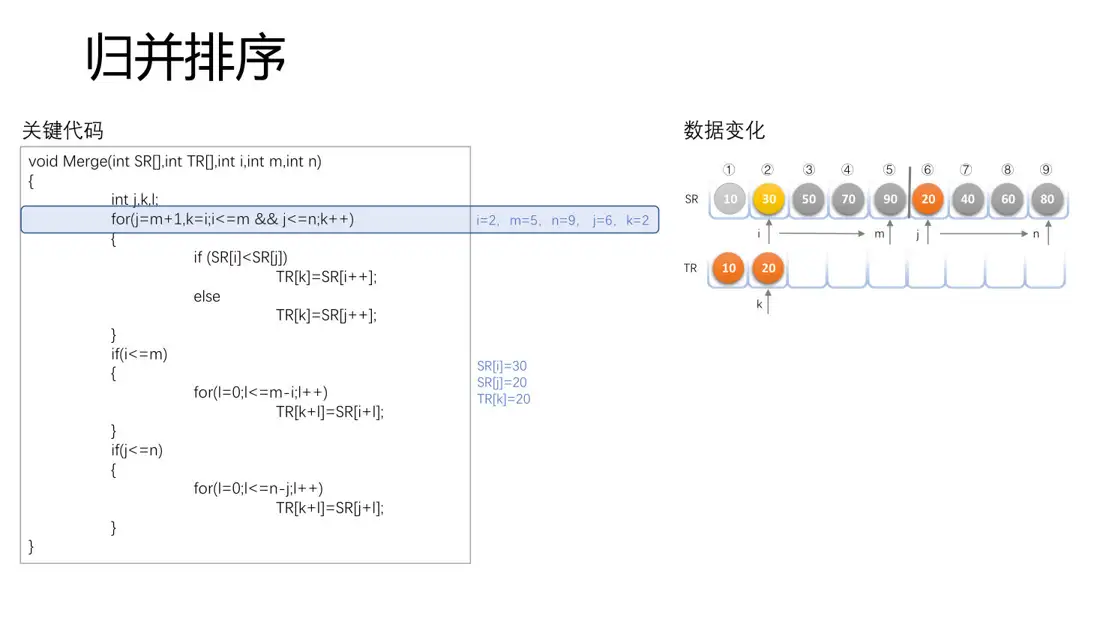 归并排序
关键代码
void Merge(int SR[],int TR[],int i,int m,int n)
{
int j,k,l;
for(j=m+1,k=i;i<=m && j<=n;k++)
i=2, m=5, n=9, j=6, k=2
{
if (SR[i]<SR[j])
TR[k]=SR[i++];
else
TR[k]=SR[j++];
}
if(i<=m)
{
for(l=0;l<=m-i;l++)
TR[k+l]=SR[i+l];
}
if(j<=n)
{
for(l=0;l<=n-j;l++)
TR[k+l]=SR[j+l];
}
}
SR[i]=30
SR[j]=20
TR[k]=20
数据变化
① ② ③ ④ ⑤ ⑥ ⑦ ⑧ ⑨
SR 10 30 50 70 90 20 40 60 80
i m j n
TR 10 20
k